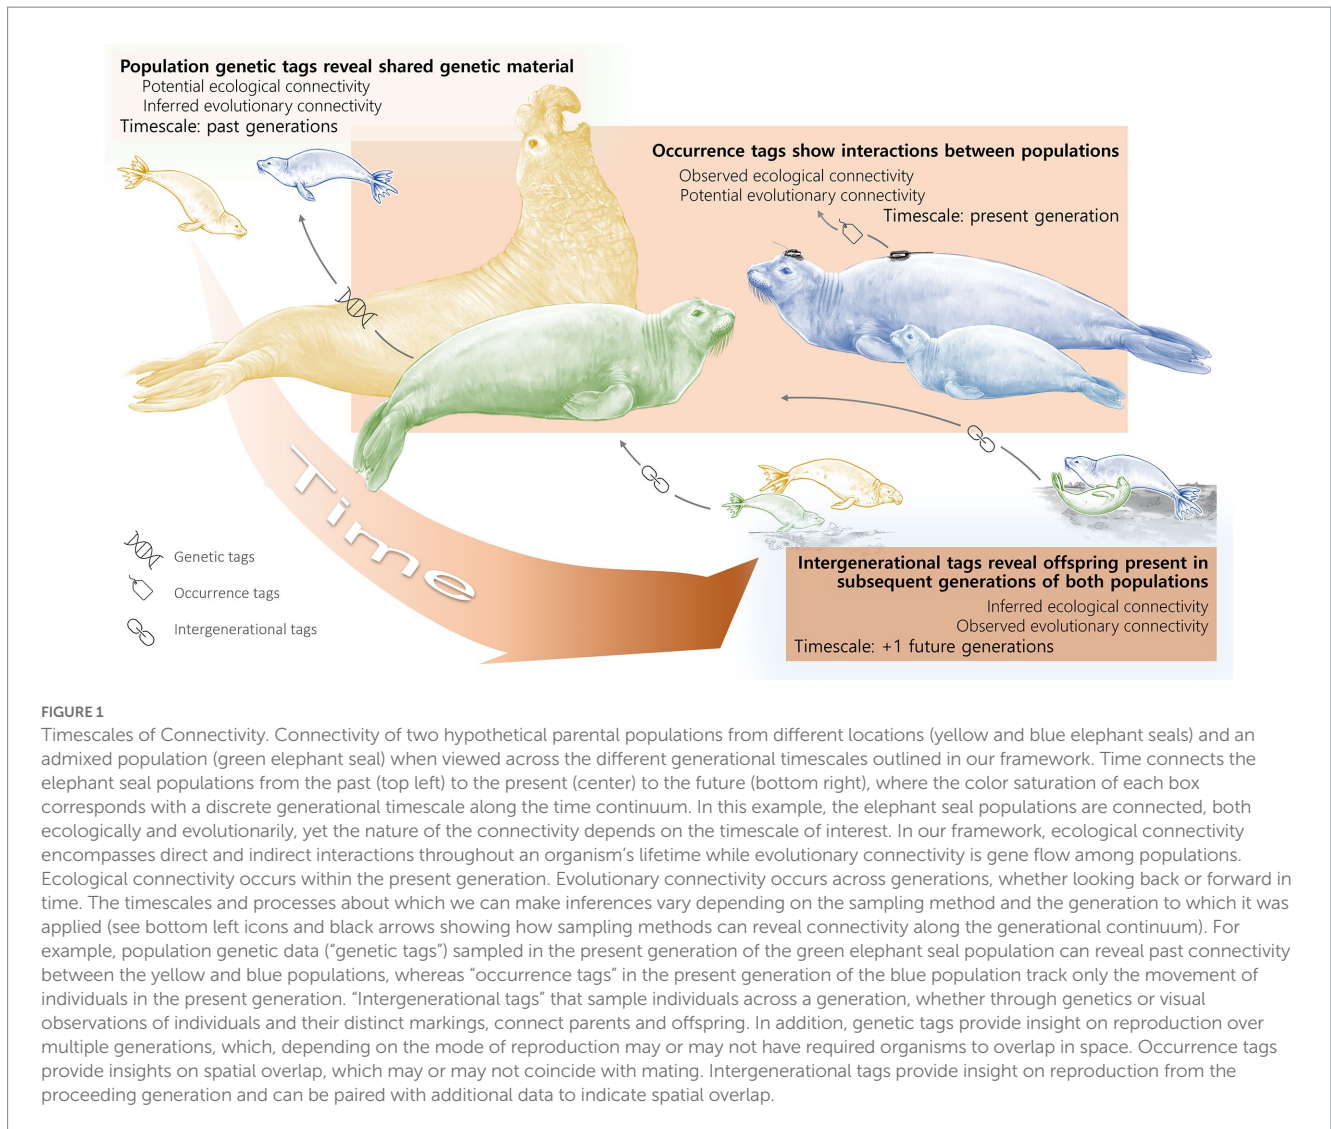 Population genetic tags reveal shared genetic material
Potential ecological connectivity
Inferred evolutionary connectivity
Timescale: past generations
Occurrence tags show interactions between populations
Observed ecological connectivity
Potential evolutionary connectivity
Timescale: present generation
Time
Genetic tags
Occurrence tags
Intergenerational tags
Intergenerational tags reveal offspring present in
subsequent generations of both populations
Inferred ecological connectivity
Observed evolutionary connectivity
Timescale: +1 future generations
FIGURE 1
Timescales of Connectivity. Connectivity of two hypothetical parental populations from different locations (yellow and blue elephant seals) and an
admixed population (green elephant seal) when viewed across the different generational timescales outlined in our framework. Time connects the
elephant seal populations from the past (top left) to the present (center) to the future (bottom right), where the color saturation of each box
corresponds with a discrete generational timescale along the time continuum. In this example, the elephant seal populations are connected, both
ecologically and evolutionarily, yet the nature of the connectivity depends on the timescale of interest. In our framework, ecological connectivity
encompasses direct and indirect interactions throughout an organism's lifetime while evolutionary connectivity is gene flow among populations.
Ecological connectivity occurs within the present generation. Evolutionary connectivity occurs across generations, whether looking back or forward in
time. The timescales and processes about which we can make inferences vary depending on the sampling method and the generation to which it was
applied (see bottom left icons and black arrows showing how sampling methods can reveal connectivity along the generational continuum). For
example, population genetic data ("genetic tags") sampled in the present generation of the green elephant seal population can reveal past connectivity
between the yellow and blue populations, whereas "occurrence tags" in the present generation of the blue population track only the movement of
individuals in the present generation. "Intergenerational tags" that sample individuals across a generation, whether through genetics or visual
observations of individuals and their distinct markings, connect parents and offspring. In addition, genetic tags provide insight on reproduction over
multiple generations, which, depending on the mode of reproduction may or may not have required organisms to overlap in space. Occurrence tags
provide insights on spatial overlap, which may or may not coincide with mating. Intergenerational tags provide insight on reproduction from the
proceeding generation and can be paired with additional data to indicate spatial overlap.